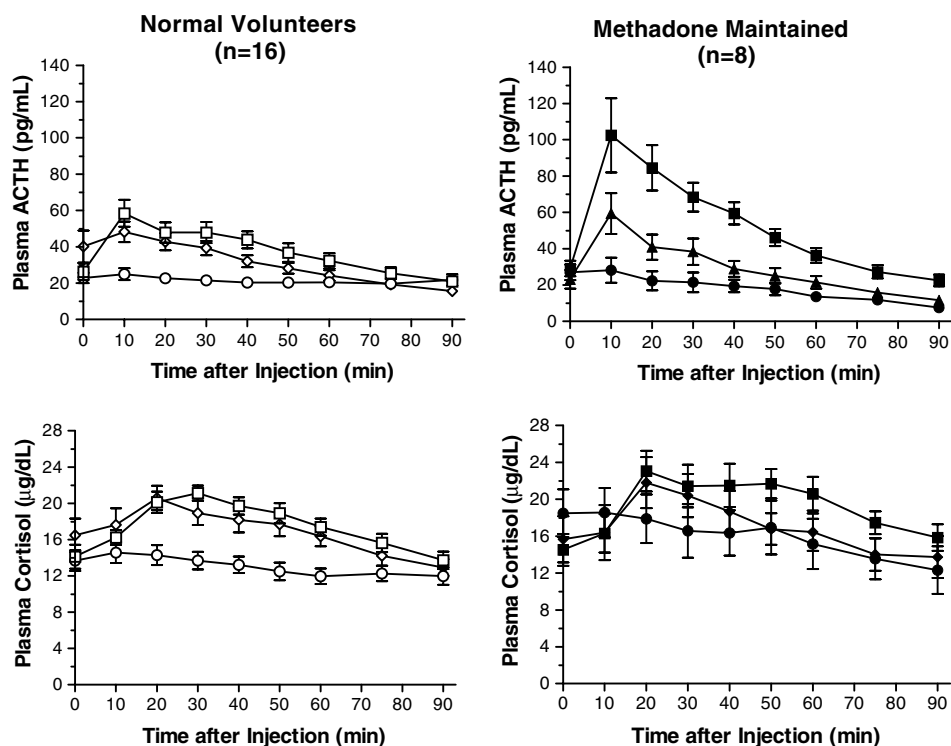 Normal Volunteers
(n=16)
Plasma ACTH (pg/mL)
140
120
100
80
60
40
20
0
0 10 20 30 40 50 60 70 80 90
Time after Injection (min)
Methadone Maintained
(n=8)
Plasma ACTH (pg/mL)
140
120
100
80
60
40
20
0
0 10 20 30 40 50 60 70 80 90
Time after Injection (min)
Plasma Cortisol (µg/dL)
28
24
20
16
12
8
4
0
0 10 20 30 40 50 60 70 80 90
Time after Injection (min)
Plasma Cortisol (µg/dL)
28
24
20
16
12
8
4
0
0 10 20 30 40 50 60 70 80 90
Time after Injection (min)